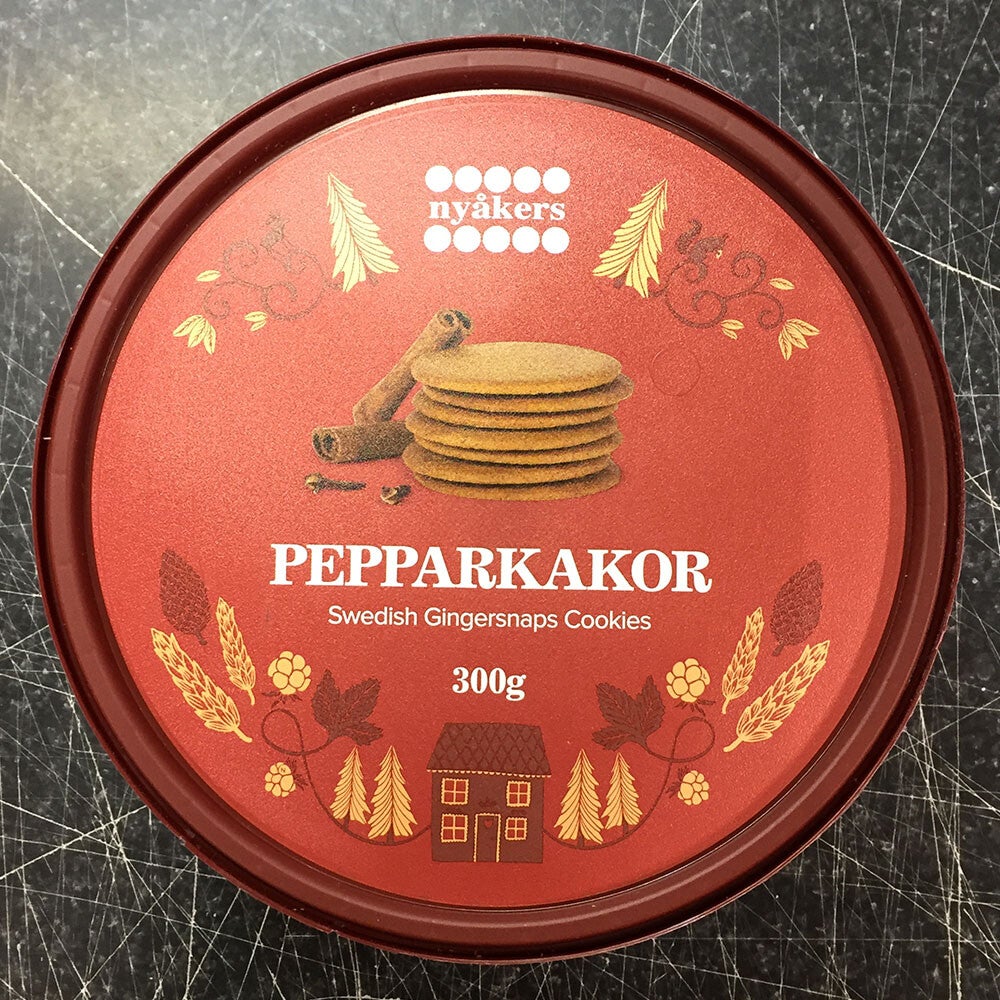 nyåkers
PEPPARKAKOR
Swedish Gingersnaps Cookies
300g